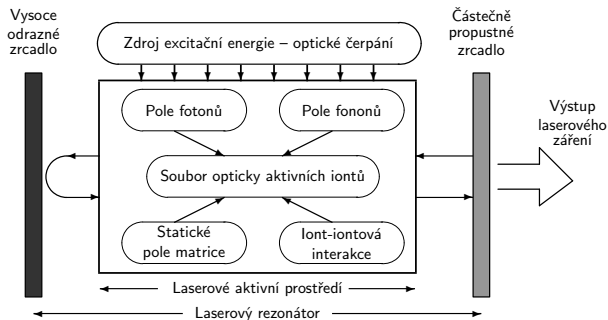 Vysoce
odrazné
zrcadlo
Zdroj excitační energie – optické čerpání
Částečně
propustné
zrcadlo
Pole fotonů
Pole fononů
Výstup
laserového
záření
Soubor opticky aktivních iontů
Statické
pole matrice
Iont-iontová
interakce
Laserové aktivní prostředí
Laserový rezonátor